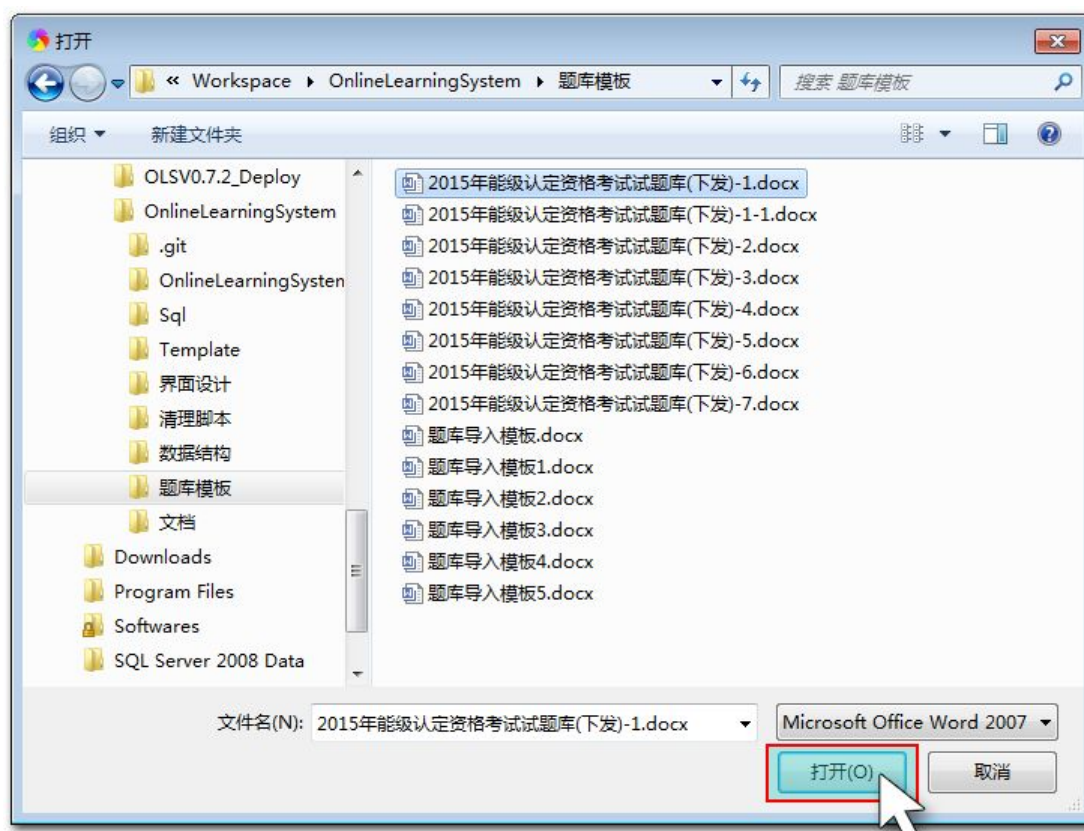 打开
« Workspace ▸ OnlineLearningSystem ▸ 题库模板
搜索 题库模板
组织 新建文件夹
OLSV0.7.2_Deploy
OnlineLearningSystem
.git
OnlineLearningSysten
Sql
Template
界面设计
清理脚本
数据结构
题库模板
文档
Downloads
Program Files
Softwares
SQL Server 2008 Data
2015年能级认定资格考试试题库(下发)-1.docx
2015年能级认定资格考试试题库(下发)-1-1.docx
2015年能级认定资格考试试题库(下发)-2.docx
2015年能级认定资格考试试题库(下发)-3.docx
2015年能级认定资格考试试题库(下发)-4.docx
2015年能级认定资格考试试题库(下发)-5.docx
2015年能级认定资格考试试题库(下发)-6.docx
2015年能级认定资格考试试题库(下发)-7.docx
题库导入模板.docx
题库导入模板1.docx
题库导入模板2.docx
题库导入模板3.docx
题库导入模板4.docx
题库导入模板5.docx
文件名(N): 2015年能级认定资格考试试题库(下发)-1.docx
Microsoft Office Word 2007
打开(O) 取消